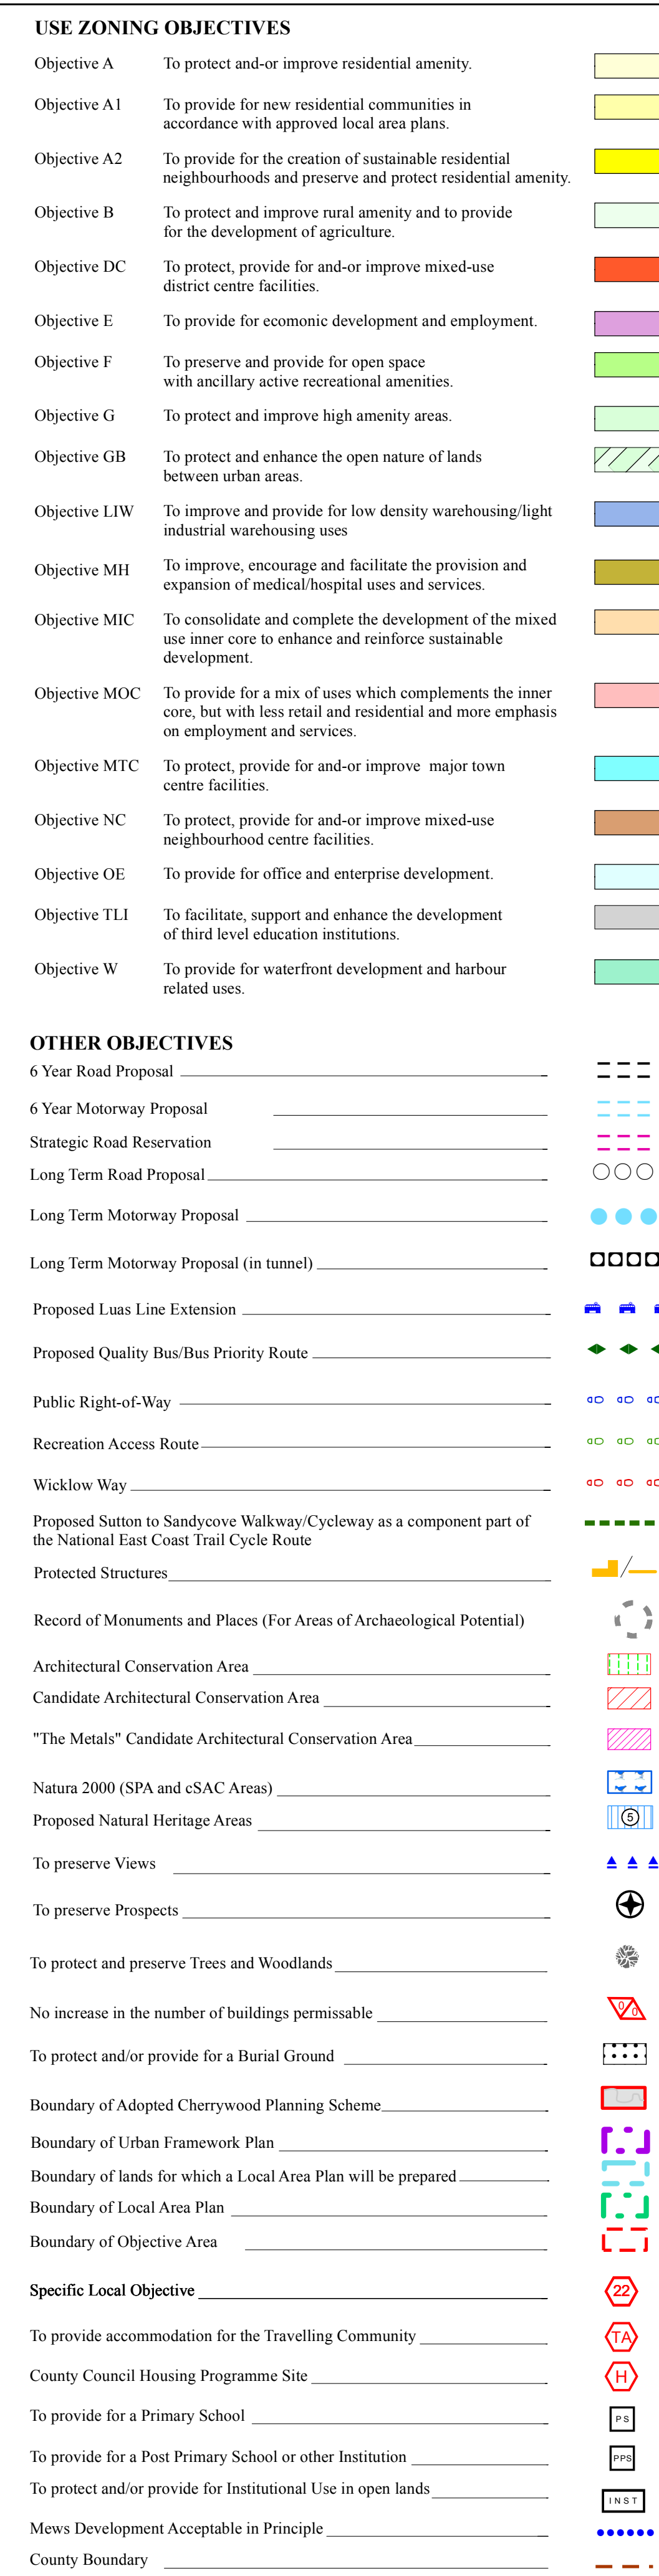 USE ZONING OBJECTIVES
Objective A To protect and-or improve residential amenity.
Objective A1 To provide for new residential communities in
accordance with approved local area plans.
Objective A2 To provide for the creation of sustainable residential
neighbourhoods and preserve and protect residential amenity.
Objective B To protect and improve rural amenity and to provide
for the development of agriculture.
Objective DC To protect, provide for and-or improve mixed-use
district centre facilities.
Objective E To provide for ecomonic development and employment.
Objective F To preserve and provide for open space
with ancillary active recreational amenities.
Objective G To protect and improve high amenity areas.
Objective GB To protect and enhance the open nature of lands
between urban areas.
Objective LIW To improve and provide for low density warehousing/light
industrial warehousing uses
Objective MH To improve, encourage and facilitate the provision and
expansion of medical/hospital uses and services.
Objective MIC To consolidate and complete the development of the mixed
use inner core to enhance and reinforce sustainable
development.
Objective MOC To provide for a mix of uses which complements the inner
core, but with less retail and residential and more emphasis
on employment and services.
Objective MTC To protect, provide for and-or improve major town
centre facilities.
Objective NC To protect, provide for and-or improve mixed-use
neighbourhood centre facilities.
Objective OE To provide for office and enterprise development.
Objective TLI To facilitate, support and enhance the development
of third level education institutions.
Objective W To provide for waterfront development and harbour
related uses.
OTHER OBJECTIVES
6 Year Road Proposal
6 Year Motorway Proposal
Strategic Road Reservation
Long Term Road Proposal
Long Term Motorway Proposal
Long Term Motorway Proposal (in tunnel)
Proposed Luas Line Extension
Proposed Quality Bus/Bus Priority Route
Public Right-of-Way
Recreation Access Route
Wicklow Way
Proposed Sutton to Sandycove Walkway/Cycleway as a component part of
the National East Coast Trail Cycle Route
Protected Structures
Record of Monuments and Places (For Areas of Archaeological Potential)
Architectural Conservation Area
Candidate Architectural Conservation Area
"The Metals" Candidate Architectural Conservation Area
Natura 2000 (SPA and cSAC Areas)
Proposed Natural Heritage Areas 5
To preserve Views
To preserve Prospects
To protect and preserve Trees and Woodlands
No increase in the number of buildings permissable 0/0
To protect and/or provide for a Burial Ground
Boundary of Adopted Cherrywood Planning Scheme
Boundary of Urban Framework Plan
Boundary of lands for which a Local Area Plan will be prepared
Boundary of Local Area Plan
Boundary of Objective Area
Specific Local Objective 22
To provide accommodation for the Travelling Community TA
County Council Housing Programme Site H
To provide for a Primary School PS
To provide for a Post Primary School or other Institution PPS
To protect and/or provide for Institutional Use in open lands INST
Mews Development Acceptable in Principle
County Boundary